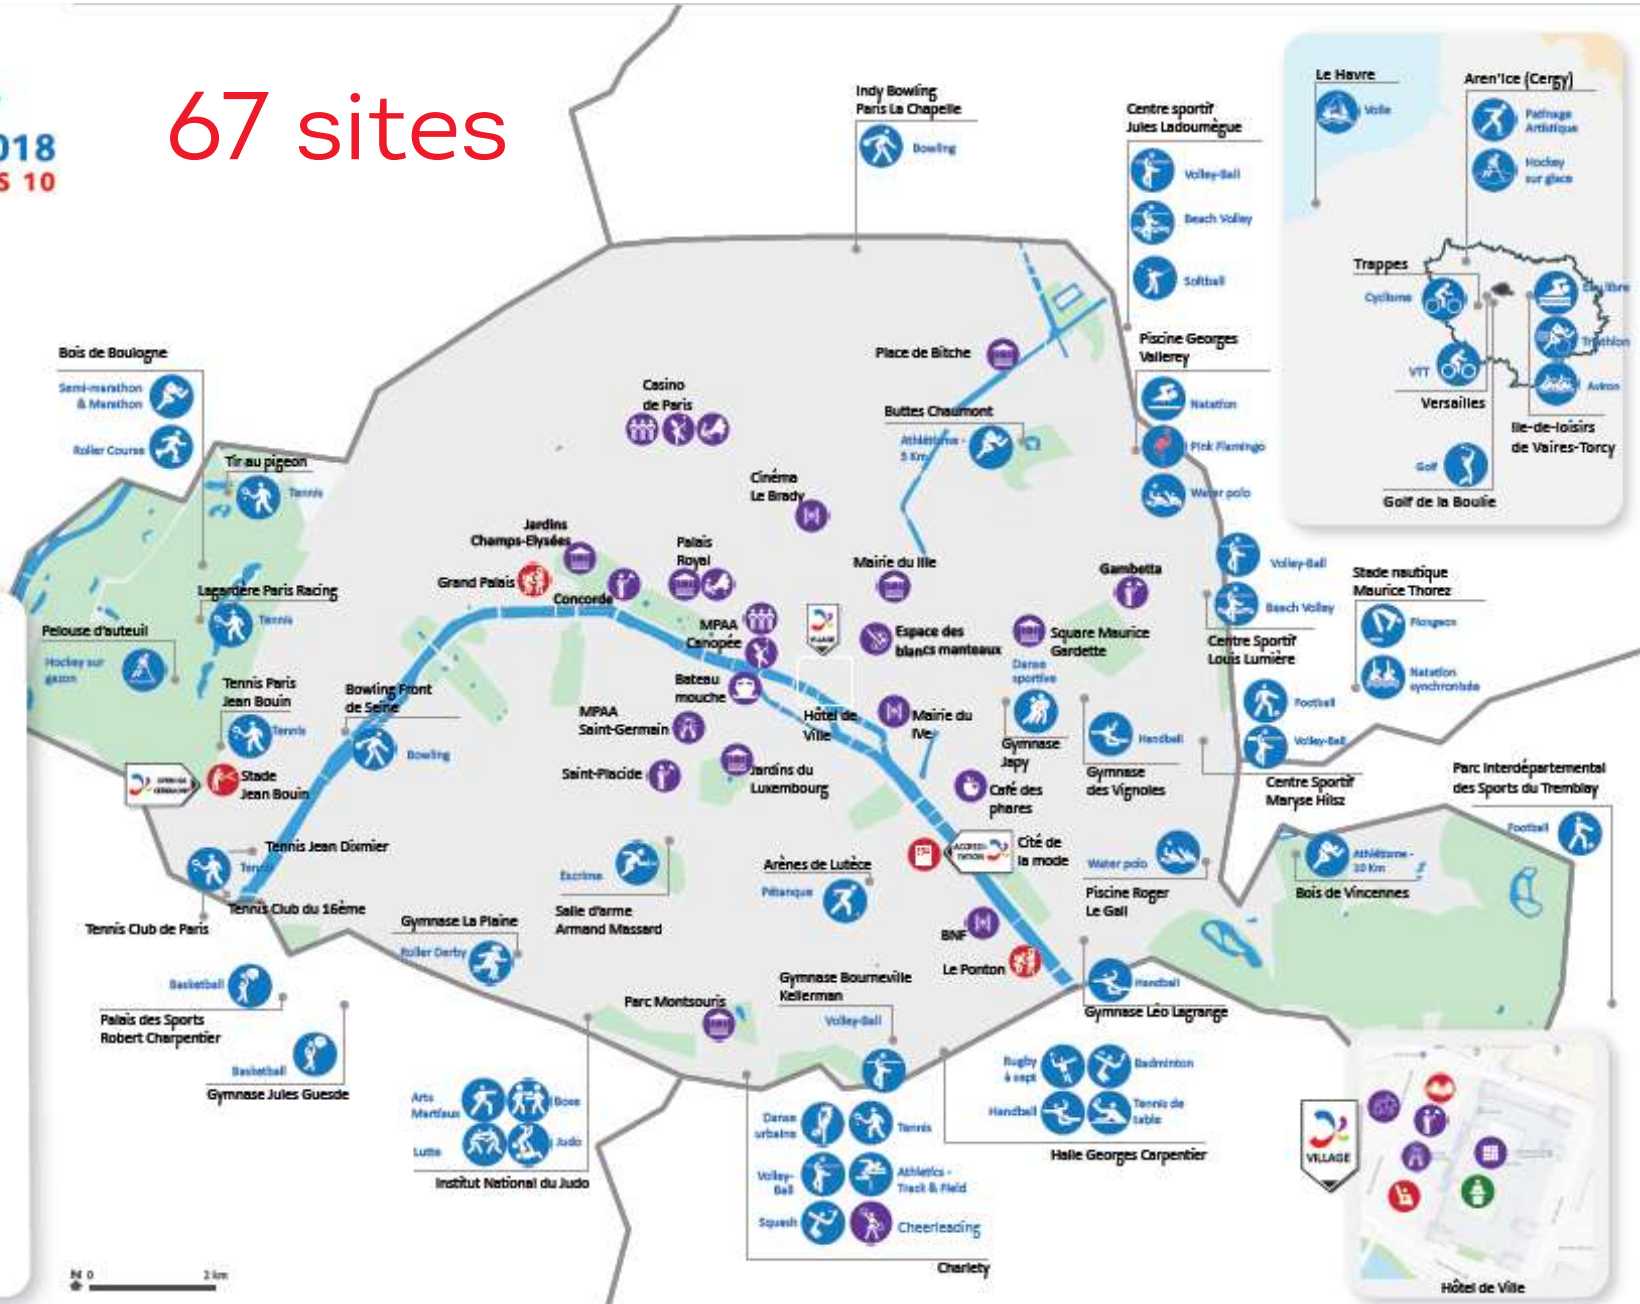 67 sites
018
S 10
Indy Bowling
Paris La Chapelle
Bowling
Centre sportif
Jules Ladoumègue
Volley-Ball
Beach Volley
Softball
Le Havre
Voile
Aren'Ice (Cergy)
Patinage
Artistique
Hockey
sur glace
Trappes
Cyclisme
VTT
Versailles
Triathlon
Aviron
Ile-de-loisirs
de Vaires-Torcy
Golf
Golf de la Boulie
Bois de Boulogne
Semi-marathon
& Marathon
Roller Course
Tir au pigeon
Tennis
Place de Bitche
Piscine Georges
Vallerey
Natation
Pink Flamingo
Water polo
Casino
de Paris
Buttes Chaumont
Athlétisme -
5 Km
Cinéma
Le Brady
Jardins
Champs-Elysées
Grand Palais
Concorde
Palais
Royal
Mairie du IIIe
Gambetta
Volley-Ball
Beach Volley
Centre Sportif
Louis Lumière
Stade nautique
Maurice Thorez
Plongeon
Natation
synchronisée
Lagardère Paris Racing
Tennis
Pelouse d'auteuil
Hockey sur
gazon
MPAA
Canopée
VILLAGE
Espace des
blancs manteaux
Square Maurice
Gardette
Tennis Paris
Jean Bouin
Tennis
Bowling Front
de Seine
Bowling
Bateau
mouche
MPAA
Saint-Germain
Hôtel de
Ville
Mairie du
IVe
Danse
sportive
Gymnase
Japy
Handball
Gymnase
des Vignoles
Football
Volley-Ball
Centre Sportif
Maryse Hilsz
Parc Interdépartemental
des Sports du Tremblay
Football
Stade
Jean Bouin
Saint-Placide
Jardins du
Luxembourg
Café des
phares
Tennis Jean Dixmier
Tennis
Tennis Club du 16ème
Tennis Club de Paris
Escrime
Salle d'arme
Armand Massard
Arènes de Lutèce
Pétanque
ACCREDI-
TATION
Cité de
la mode
Water polo
Piscine Roger
Le Gall
Athlétisme -
10 Km
Bois de Vincennes
Gymnase La Plaine
Roller Derby
BNF
Le Ponton
Basketball
Palais des Sports
Robert Charpentier
Basketball
Gymnase Jules Guesde
Parc Montsouris
Gymnase Bourneville
Kellerman
Volley-Ball
Handball
Gymnase Léo Lagrange
Arts
Martiaux
Boxe
Lutte
Judo
Institut National du Judo
Danse
urbaine
Tennis
Volley-
Ball
Athletics -
Track & Field
Squash
Cheerleading
Charlety
Rugby
à sept
Badminton
Handball
Tennis de
table
Halle Georges Carpentier
VILLAGE
Hôtel de Ville
N 0
2 km